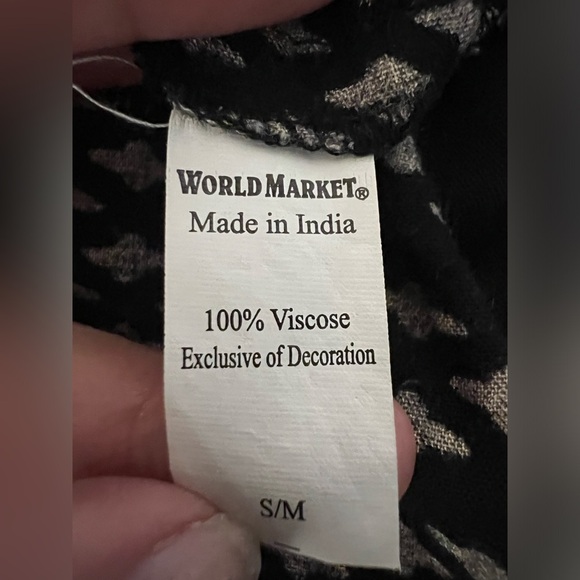 WORLD MARKET®
Made in India
100% Viscose
Exclusive of Decoration
S/M